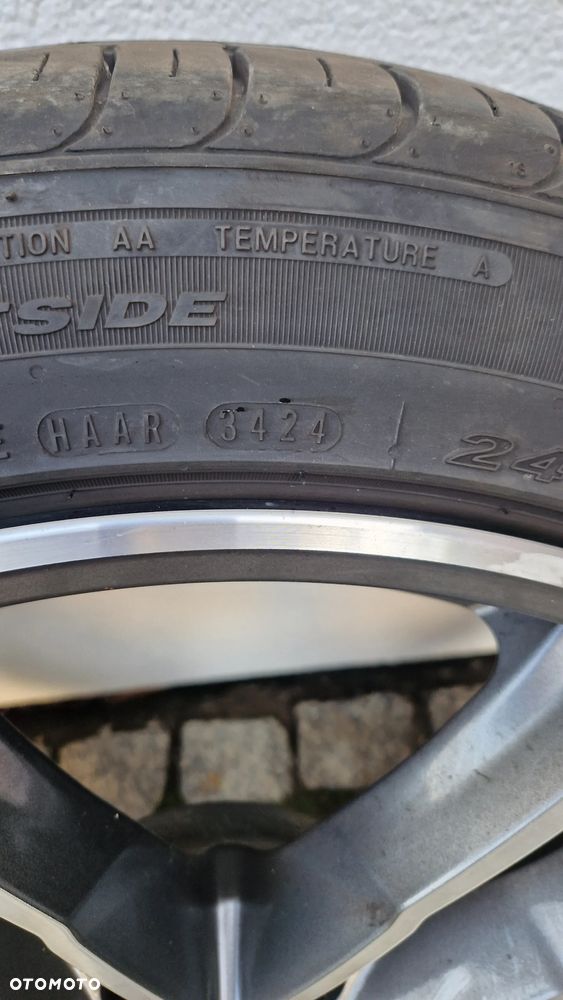 TION AA TEMPERATURE A
TSIDE
E HAAR 3424 24
OTOMOTO